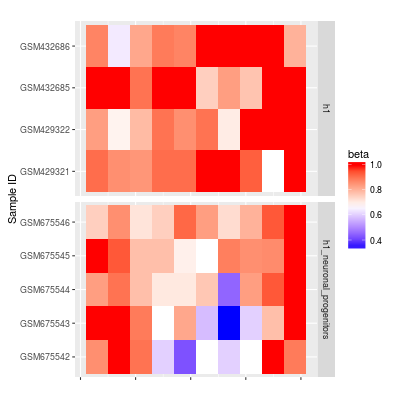 GSM432686
GSM432685
GSM429322
GSM429321
h1
GSM675546
GSM675545
GSM675544
GSM675543
GSM675542
h1_neuronal_progenitors
Sample ID
beta
1.0
0.8
0.6
0.4